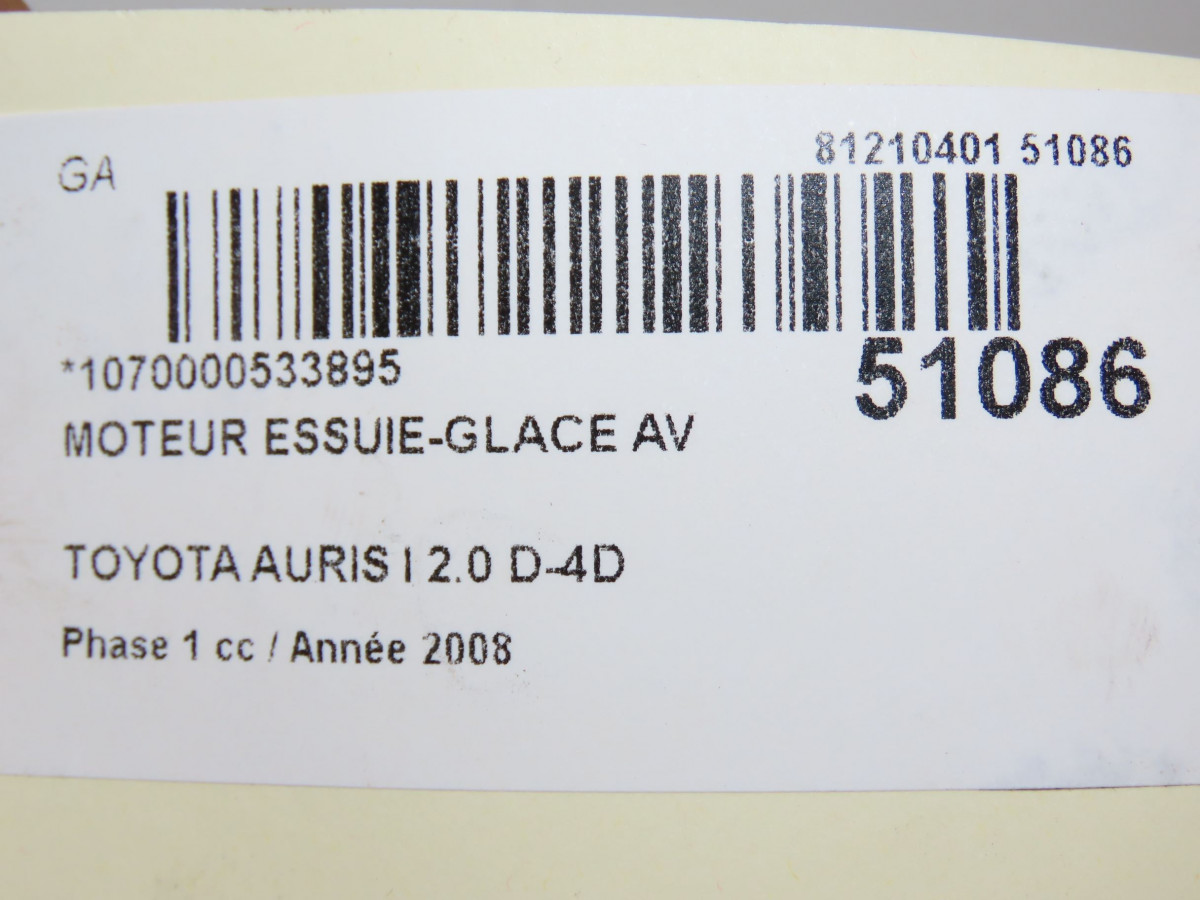 GA
81210401 51086
*1070000533895
51086
MOTEUR ESSUIE-GLACE AV
TOYOTA AURIS I 2.0 D-4D
Phase 1 cc / Année 2008